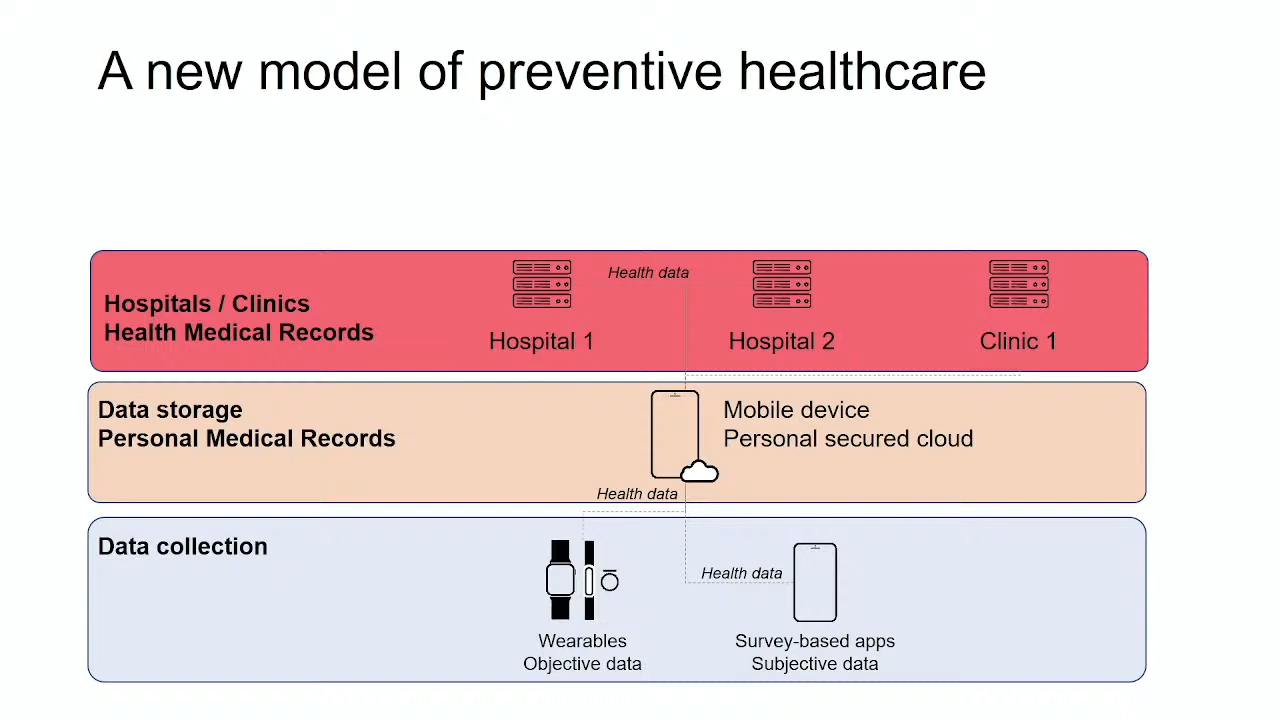 A new model of preventive healthcare
Hospitals / Clinics
Health Medical Records
Health data
Hospital 1
Hospital 2
Clinic 1
Data storage
Personal Medical Records
Mobile device
Personal secured cloud
Health data
Data collection
Health data
Wearables
Objective data
Survey-based apps
Subjective data